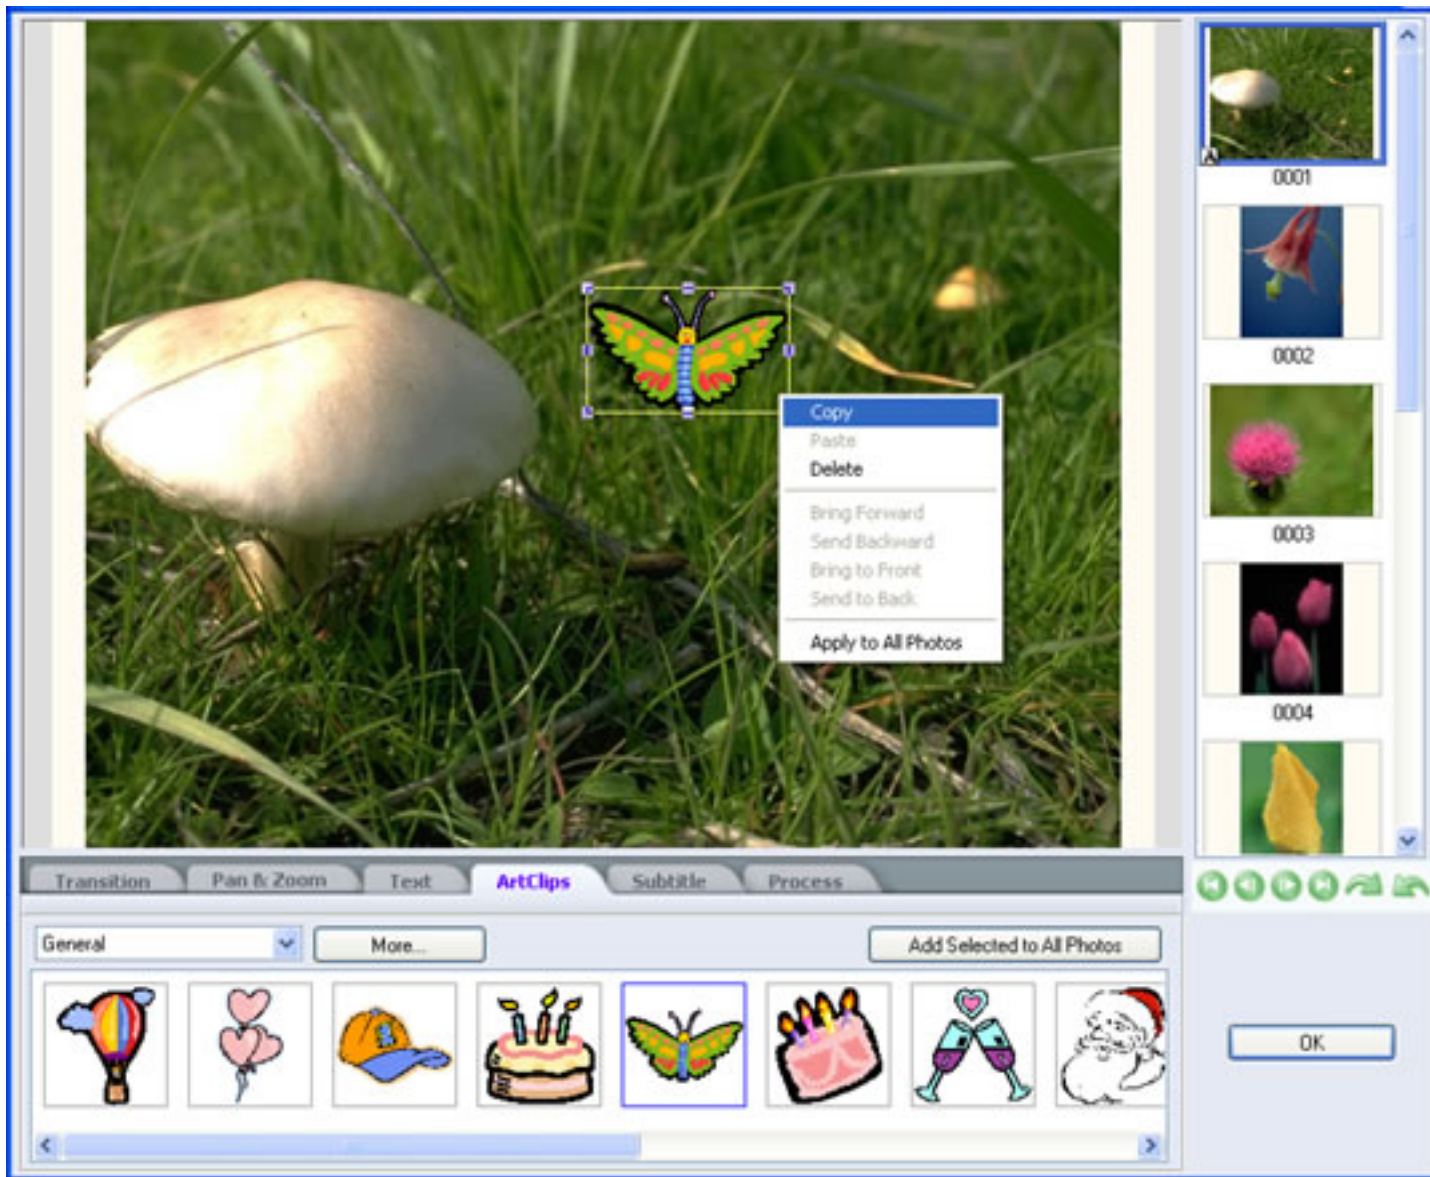 0001
0002
0003
0004
Copy
Paste
Delete
Bring Forward
Send Backward
Bring to Front
Send to Back
Apply to All Photos
Transition
Pan & Zoom
Text
ArtClips
Subtitle
Process
General
More...
Add Selected to All Photos
OK